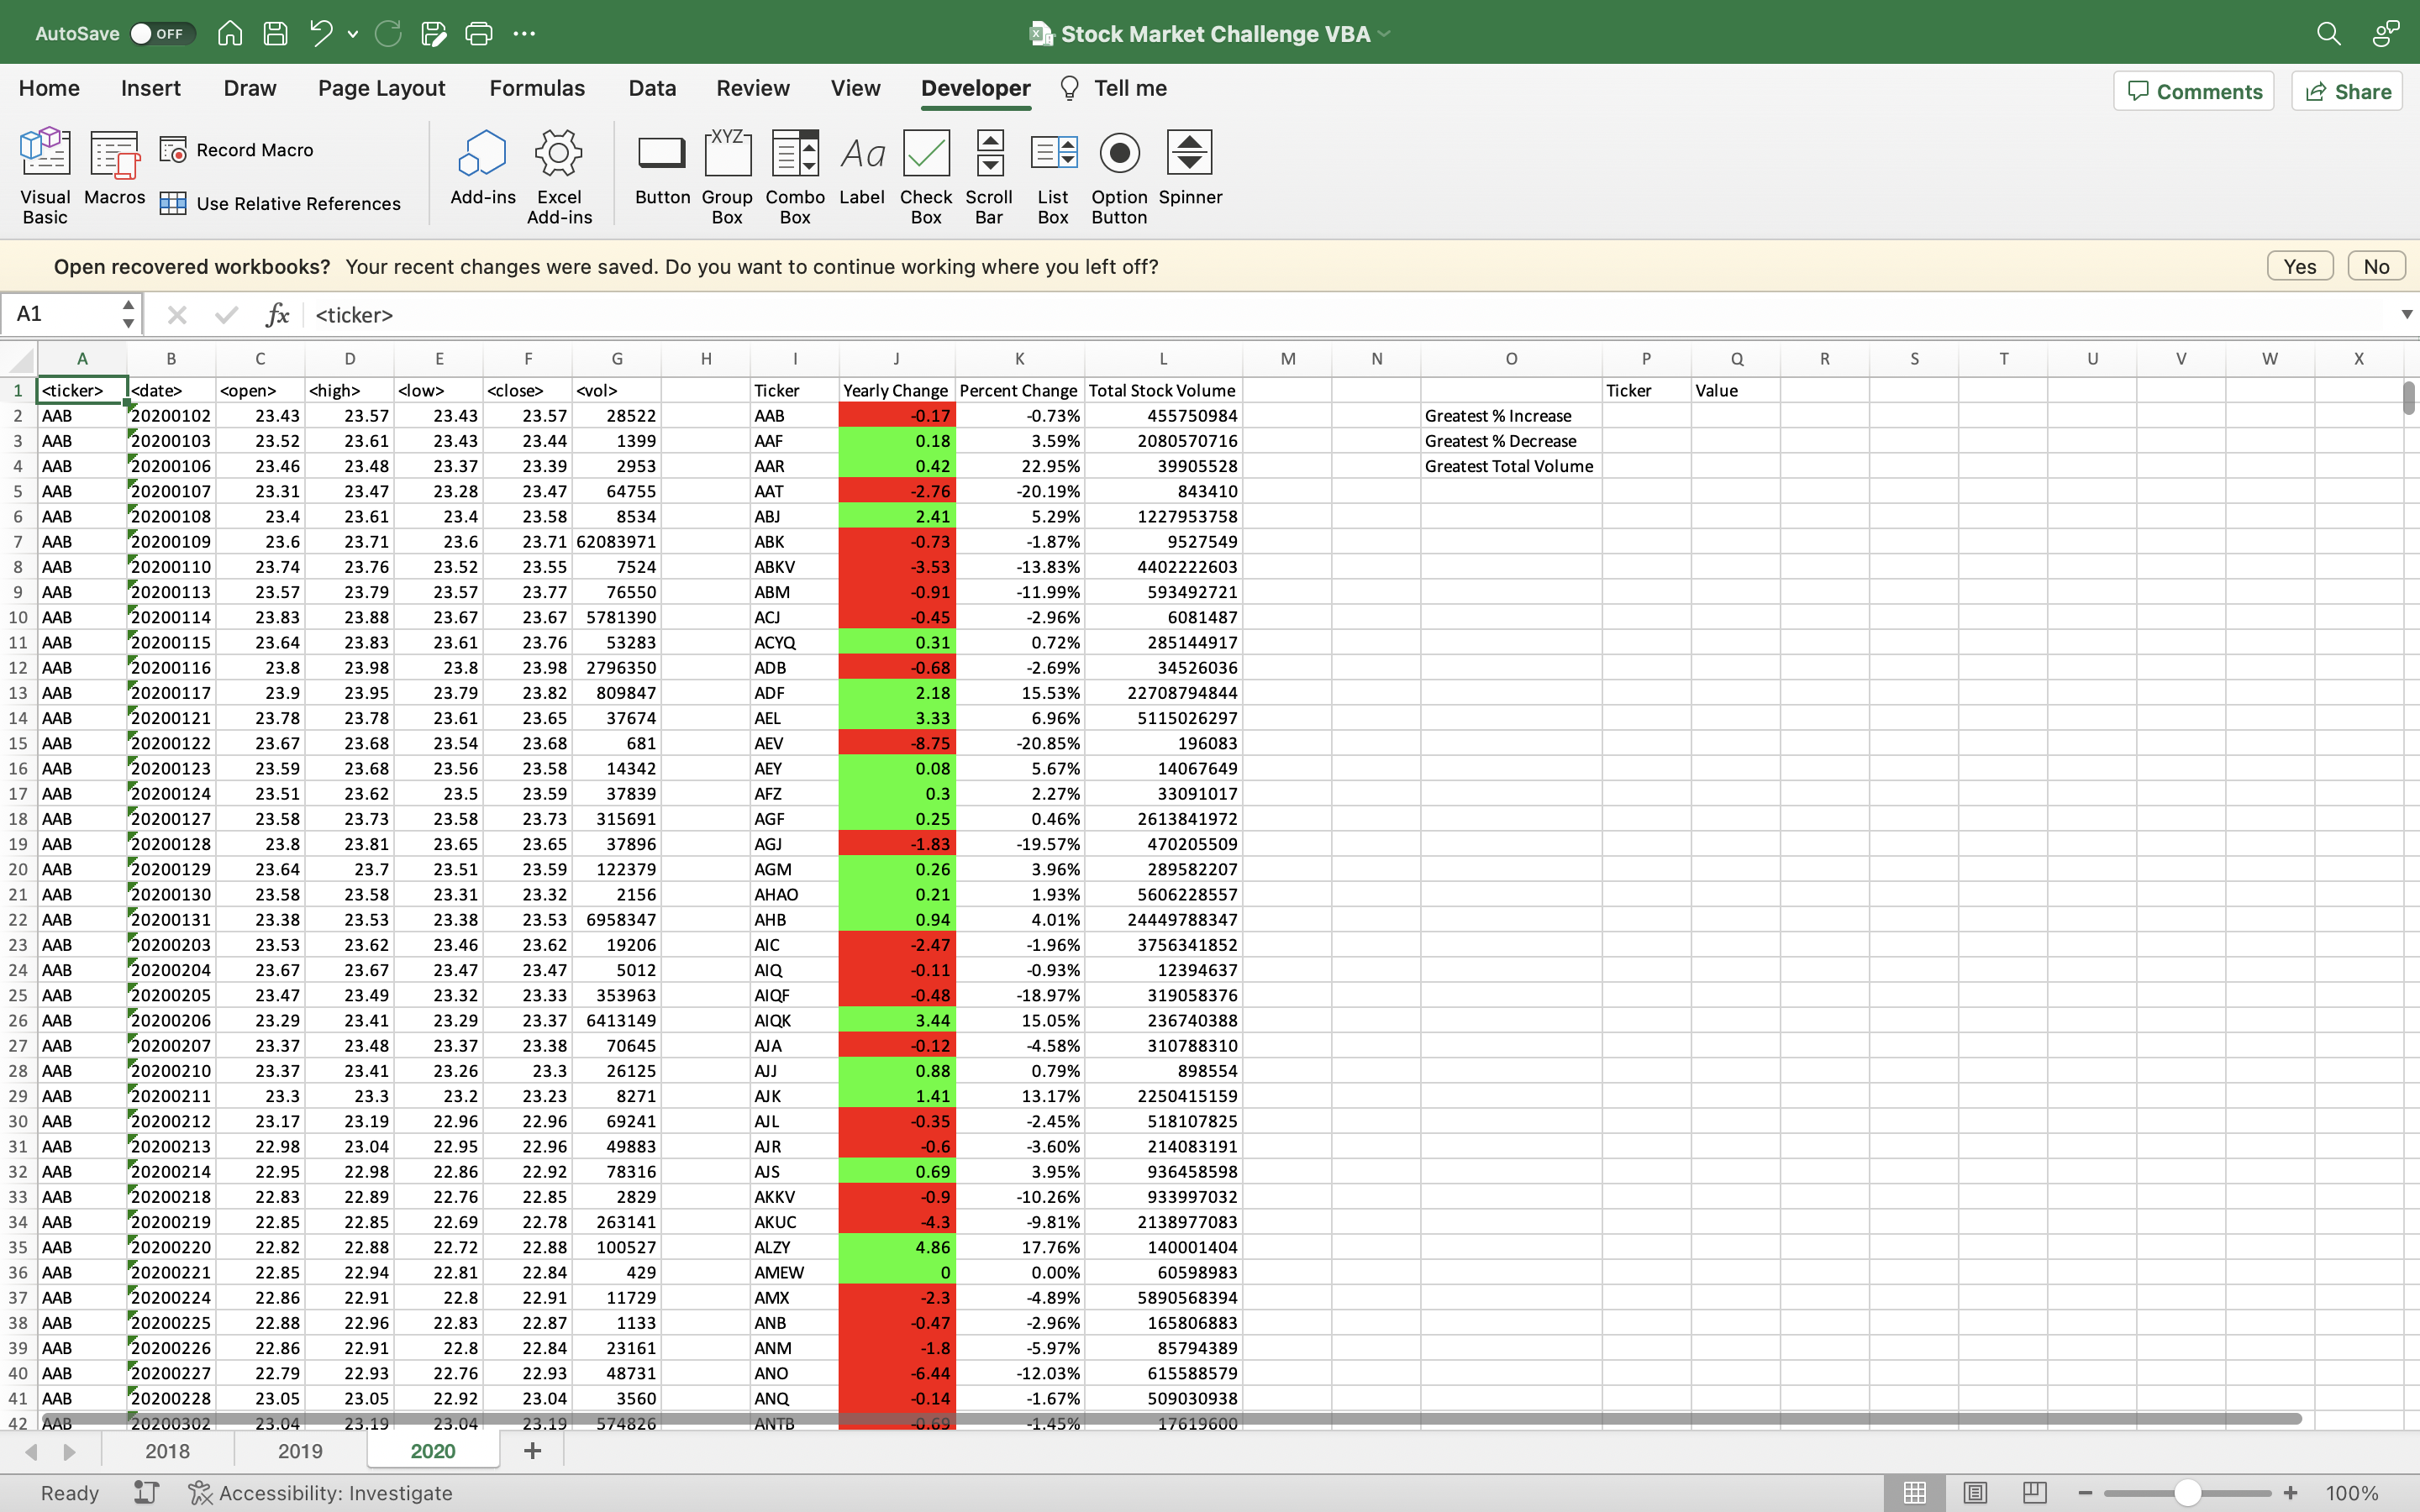 AutoSave OFF Stock Market Challenge VBA
Home Insert Draw Page Layout Formulas Data Review View Developer Tell me Comments Share
Visual Basic Macros Record Macro Use Relative References Add-ins Excel Add-ins Button Group Box Combo Box Label Check Box Scroll Bar List Box Option Button Spinner
XYZ Aa
Open recovered workbooks? Your recent changes were saved. Do you want to continue working where you left off? Yes No
A1 fx <ticker>
A B C D E F G H I J K L M N O P Q R S T U V W X
1 <ticker> <date> <open> <high> <low> <close> <vol> Ticker Yearly Change Percent Change Total Stock Volume Ticker Value
2 AAB 20200102 23.43 23.57 23.43 23.57 28522 AAB -0.17 -0.73% 455750984 Greatest % Increase
3 AAB 20200103 23.52 23.61 23.43 23.44 1399 AAF 0.18 3.59% 2080570716 Greatest % Decrease
4 AAB 20200106 23.46 23.48 23.37 23.39 2953 AAR 0.42 22.95% 39905528 Greatest Total Volume
5 AAB 20200107 23.31 23.47 23.28 23.47 64755 AAT -2.76 -20.19% 843410
6 AAB 20200108 23.4 23.61 23.4 23.58 8534 ABJ 2.41 5.29% 1227953758
7 AAB 20200109 23.6 23.71 23.6 23.71 62083971 ABK -0.73 -1.87% 9527549
8 AAB 20200110 23.74 23.76 23.52 23.55 7524 ABKV -3.53 -13.83% 4402222603
9 AAB 20200113 23.57 23.79 23.57 23.77 76550 ABM -0.91 -11.99% 593492721
10 AAB 20200114 23.83 23.88 23.67 23.67 5781390 ACJ -0.45 -2.96% 6081487
11 AAB 20200115 23.64 23.83 23.61 23.76 53283 ACYQ 0.31 0.72% 285144917
12 AAB 20200116 23.8 23.98 23.8 23.98 2796350 ADB -0.68 -2.69% 34526036
13 AAB 20200117 23.9 23.95 23.79 23.82 809847 ADF 2.18 15.53% 22708794844
14 AAB 20200121 23.78 23.78 23.61 23.65 37674 AEL 3.33 6.96% 5115026297
15 AAB 20200122 23.67 23.68 23.54 23.68 681 AEV -8.75 -20.85% 196083
16 AAB 20200123 23.59 23.68 23.56 23.58 14342 AEY 0.08 5.67% 14067649
17 AAB 20200124 23.51 23.62 23.5 23.59 37839 AFZ 0.3 2.27% 33091017
18 AAB 20200127 23.58 23.73 23.58 23.73 315691 AGF 0.25 0.46% 2613841972
19 AAB 20200128 23.8 23.81 23.65 23.65 37896 AGJ -1.83 -19.57% 470205509
20 AAB 20200129 23.64 23.7 23.51 23.59 122379 AGM 0.26 3.96% 289582207
21 AAB 20200130 23.58 23.58 23.31 23.32 2156 AHAO 0.21 1.93% 5606228557
22 AAB 20200131 23.38 23.53 23.38 23.53 6958347 AHB 0.94 4.01% 24449788347
23 AAB 20200203 23.53 23.62 23.46 23.62 19206 AIC -2.47 -1.96% 3756341852
24 AAB 20200204 23.67 23.67 23.47 23.47 5012 AIQ -0.11 -0.93% 12394637
25 AAB 20200205 23.47 23.49 23.32 23.33 353963 AIQF -0.48 -18.97% 319058376
26 AAB 20200206 23.29 23.41 23.29 23.37 6413149 AIQK 3.44 15.05% 236740388
27 AAB 20200207 23.37 23.48 23.37 23.38 70645 AJA -0.12 -4.58% 310788310
28 AAB 20200210 23.37 23.41 23.26 23.3 26125 AJJ 0.88 0.79% 898554
29 AAB 20200211 23.3 23.3 23.2 23.23 8271 AJK 1.41 13.17% 2250415159
30 AAB 20200212 23.17 23.19 22.96 22.96 69241 AJL -0.35 -2.45% 518107825
31 AAB 20200213 22.98 23.04 22.95 22.96 49883 AJR -0.6 -3.60% 214083191
32 AAB 20200214 22.95 22.98 22.86 22.92 78316 AJS 0.69 3.95% 936458598
33 AAB 20200218 22.83 22.89 22.76 22.85 2829 AKKV -0.9 -10.26% 933997032
34 AAB 20200219 22.85 22.85 22.69 22.78 263141 AKUC -4.3 -9.81% 2138977083
35 AAB 20200220 22.82 22.88 22.72 22.88 100527 ALZY 4.86 17.76% 140001404
36 AAB 20200221 22.85 22.94 22.81 22.84 429 AMEW 0 0.00% 60598983
37 AAB 20200224 22.86 22.91 22.8 22.91 11729 AMX -2.3 -4.89% 5890568394
38 AAB 20200225 22.88 22.96 22.83 22.87 1133 ANB -0.47 -2.96% 165806883
39 AAB 20200226 22.86 22.91 22.8 22.84 23161 ANM -1.8 -5.97% 85794389
40 AAB 20200227 22.79 22.93 22.76 22.93 48731 ANO -6.44 -12.03% 615588579
41 AAB 20200228 23.05 23.05 22.92 23.04 3560 ANQ -0.14 -1.67% 509030938
42 AAB 20200302 23.04 23.19 23.04 23.19 574826 ANTB -0.69 -1.45% 17619600
2018 2019 2020
Ready Accessibility: Investigate 100%